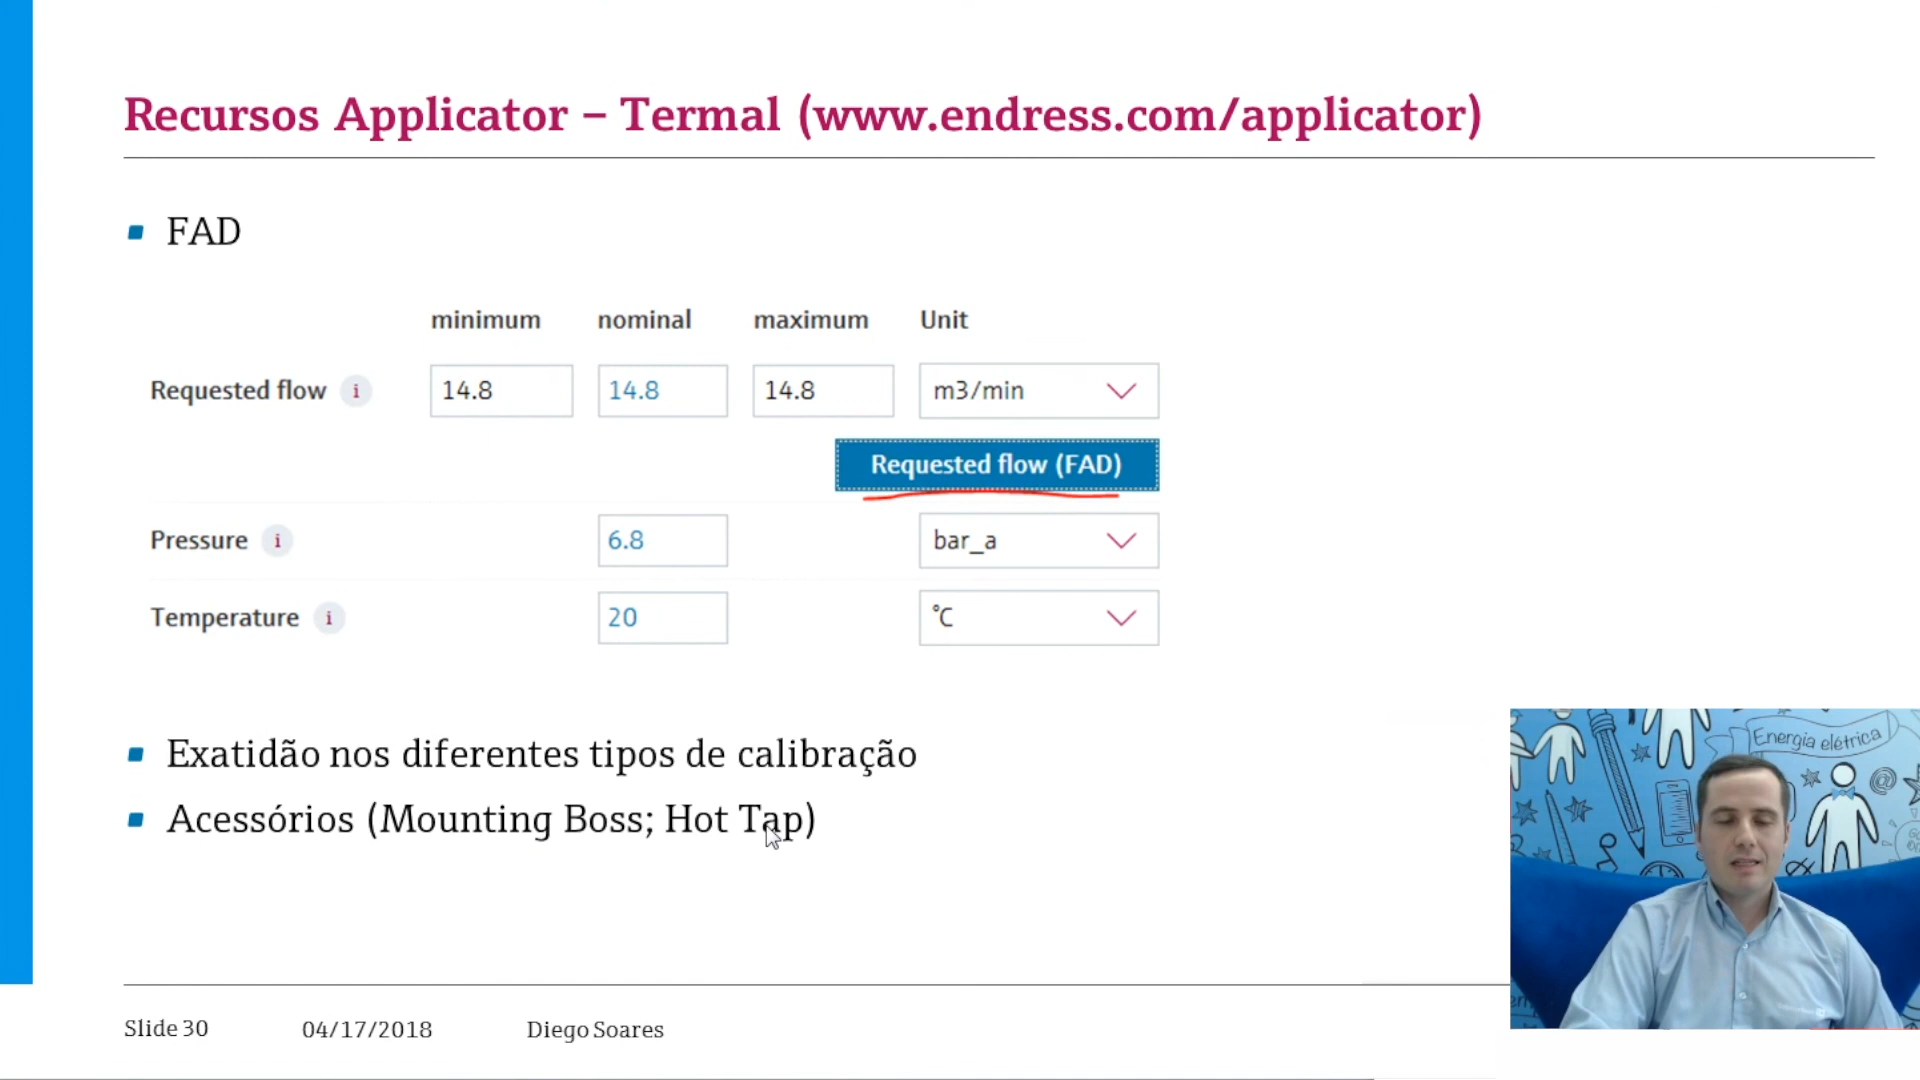 Recursos Applicator – Termal (www.endress.com/applicator)
FAD
minimum nominal maximum Unit
Requested flow i 14.8 14.8 14.8 m3/min
Requested flow (FAD)
Pressure i 6.8 bar_a
Temperature i 20 °C
Exatidão nos diferentes tipos de calibração
Acessórios (Mounting Boss; Hot Tap)
Energia elétrica
Slide 30 04/17/2018 Diego Soares